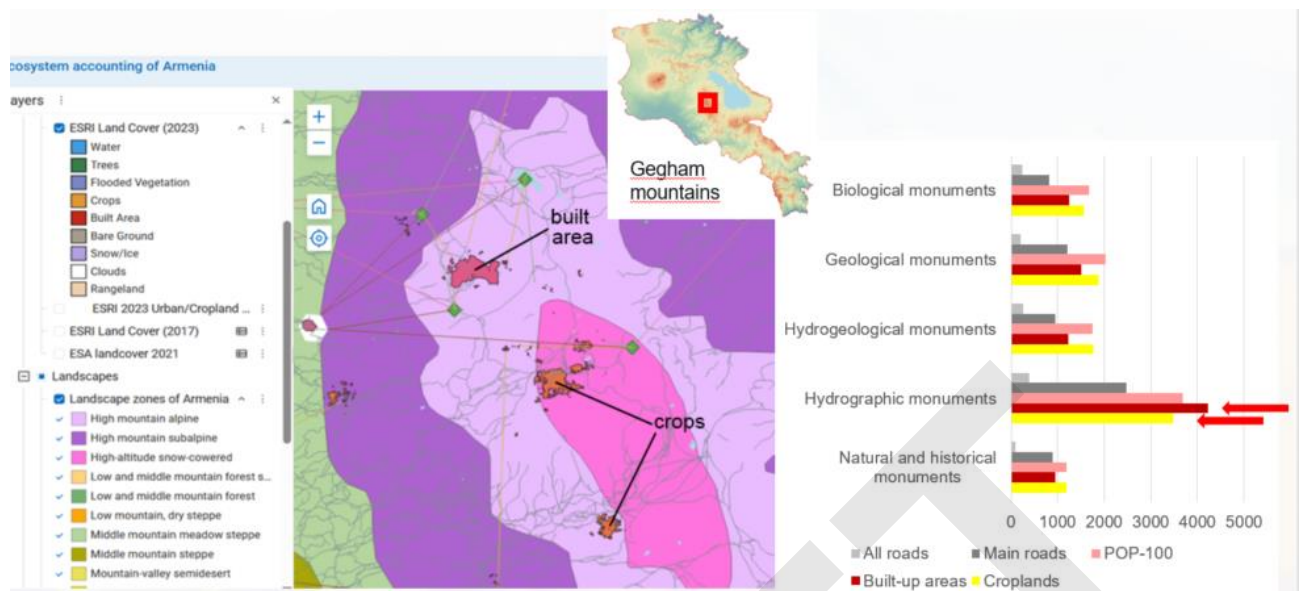 cosystem accounting of Armenia
ayers
ESRI Land Cover (2023)
Water
Trees
Flooded Vegetation
Crops
Built Area
Bare Ground
Snow/Ice
Clouds
Rangeland
ESRI 2023 Urban/Cropland ...
ESRI Land Cover (2017)
ESA landcover 2021
Landscapes
Landscape zones of Armenia
High mountain alpine
High mountain subalpine
High-altitude snow-covered
Low and middle mountain forest s...
Low and middle mountain forest
Low mountain, dry steppe
Middle mountain meadow steppe
Middle mountain steppe
Mountain-valley semidesert
built
area
crops
Gegham
mountains
Biological monuments
Geological monuments
Hydrogeological monuments
Hydrographic monuments
Natural and historical
monuments
0 1000 2000 3000 4000 5000
All roads Main roads POP-100
Built-up areas Croplands